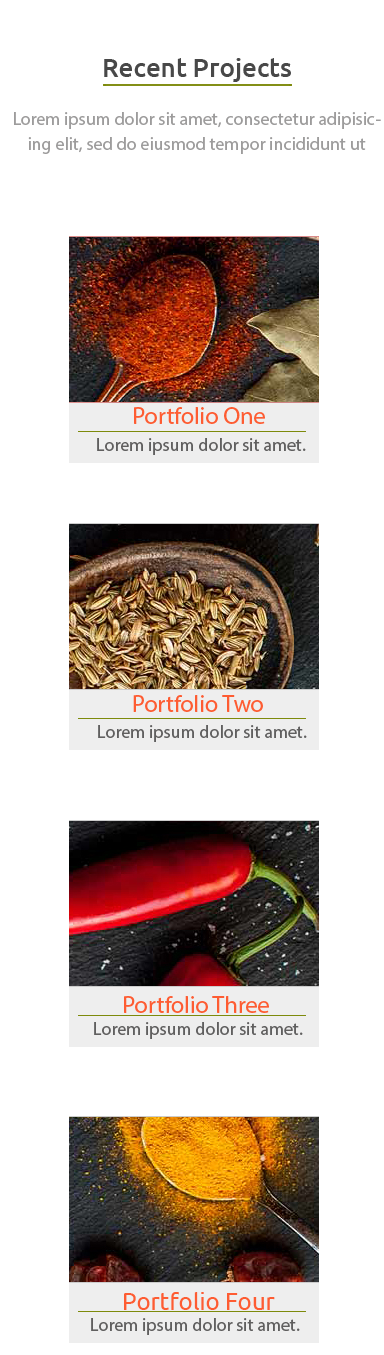 Recent Projects
Lorem ipsum dolor sit amet, consectetur adipisic-
ing elit, sed do eiusmod tempor incididunt ut
Portfolio One
Lorem ipsum dolor sit amet.
Portfolio Two
Lorem ipsum dolor sit amet.
Portfolio Three
Lorem ipsum dolor sit amet.
Portfolio Four
Lorem ipsum dolor sit amet.